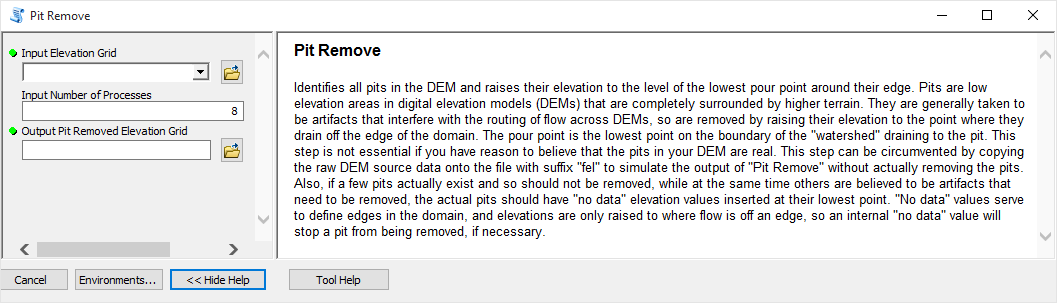 Pit Remove
Input Elevation Grid
Input Number of Processes
8
Output Pit Removed Elevation Grid
Pit Remove
Identifies all pits in the DEM and raises their elevation to the level of the lowest pour point around their edge. Pits are low
elevation areas in digital elevation models (DEMs) that are completely surrounded by higher terrain. They are generally taken to
be artifacts that interfere with the routing of flow across DEMs, so are removed by raising their elevation to the point where they
drain off the edge of the domain. The pour point is the lowest point on the boundary of the "watershed" draining to the pit. This
step is not essential if you have reason to believe that the pits in your DEM are real. This step can be circumvented by copying
the raw DEM source data onto the file with suffix "fel" to simulate the output of "Pit Remove" without actually removing the pits.
Also, if a few pits actually exist and so should not be removed, while at the same time others are believed to be artifacts that
need to be removed, the actual pits should have "no data" elevation values inserted at their lowest point. "No data" values serve
to define edges in the domain, and elevations are only raised to where flow is off an edge, so an internal "no data" value will
stop a pit from being removed, if necessary.
Cancel
Environments...
<< Hide Help
Tool Help